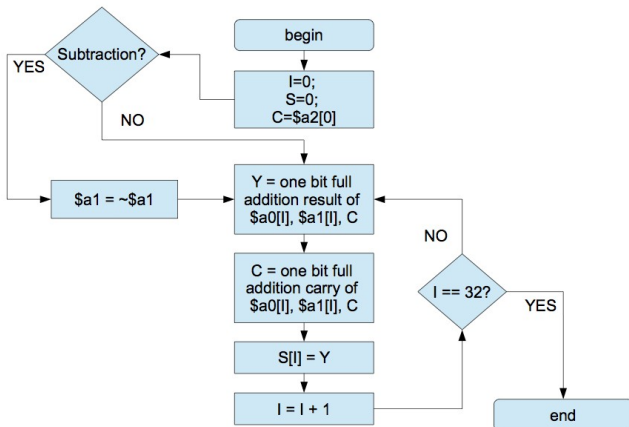 begin
I=0;
S=0;
C=$a2[0]
Subtraction?
YES
NO
$a1 = ~$a1
Y = one bit full
addition result of
$a0[I], $a1[I], C
C = one bit full
addition carry of
$a0[I], $a1[I], C
S[I] = Y
I = I + 1
I == 32?
NO
YES
end